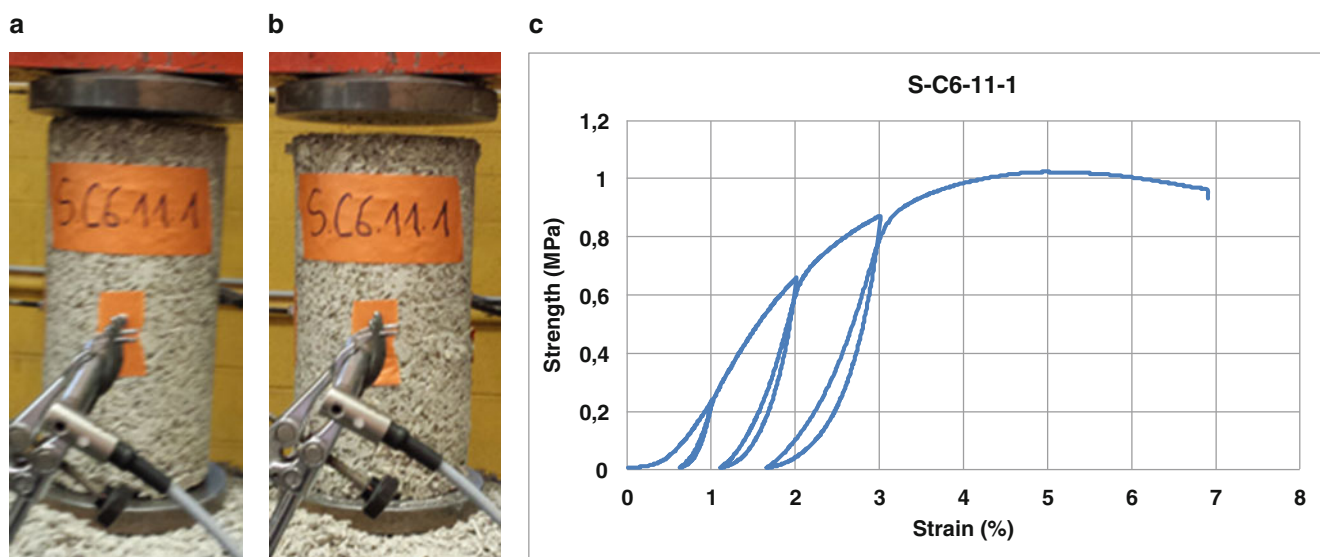 a
b
c
S.C6.11.1
S.C6.11.1
S-C6-11-1
Strength (MPa)
1,2
1
0,8
0,6
0,4
0,2
0
0 1 2 3 4 5 6 7 8
Strain (%)